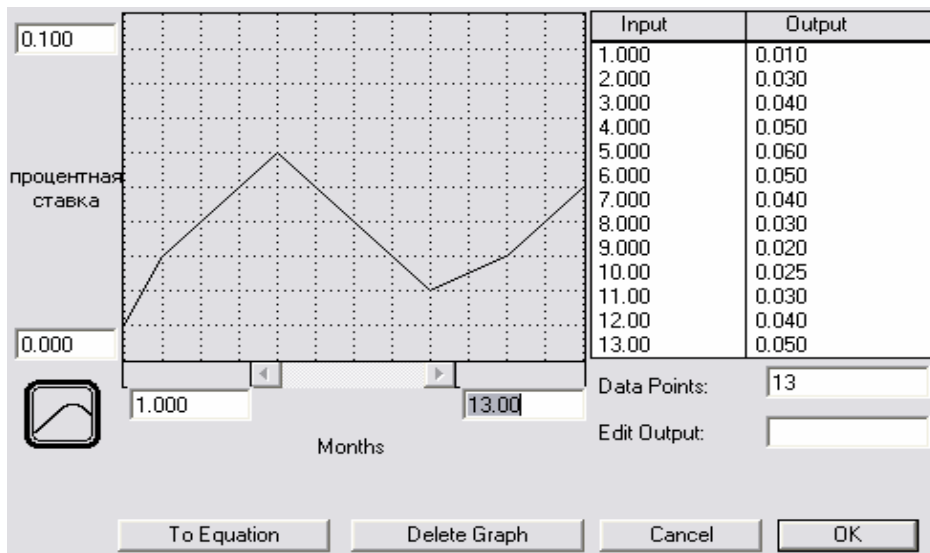 0.100
процентная
ставка
0.000
1.000
13.00
Months
Input Output
1.000 0.010
2.000 0.030
3.000 0.040
4.000 0.050
5.000 0.060
6.000 0.050
7.000 0.040
8.000 0.030
9.000 0.020
10.00 0.025
11.00 0.030
12.00 0.040
13.00 0.050
Data Points: 13
Edit Output:
To Equation
Delete Graph
Cancel
OK